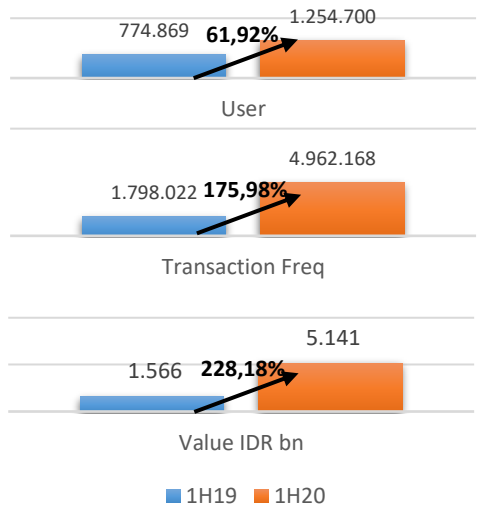 774.869 61,92% 1.254.700
User
1.798.022 175,98% 4.962.168
Transaction Freq
1.566 228,18% 5.141
Value IDR bn
1H19 1H20